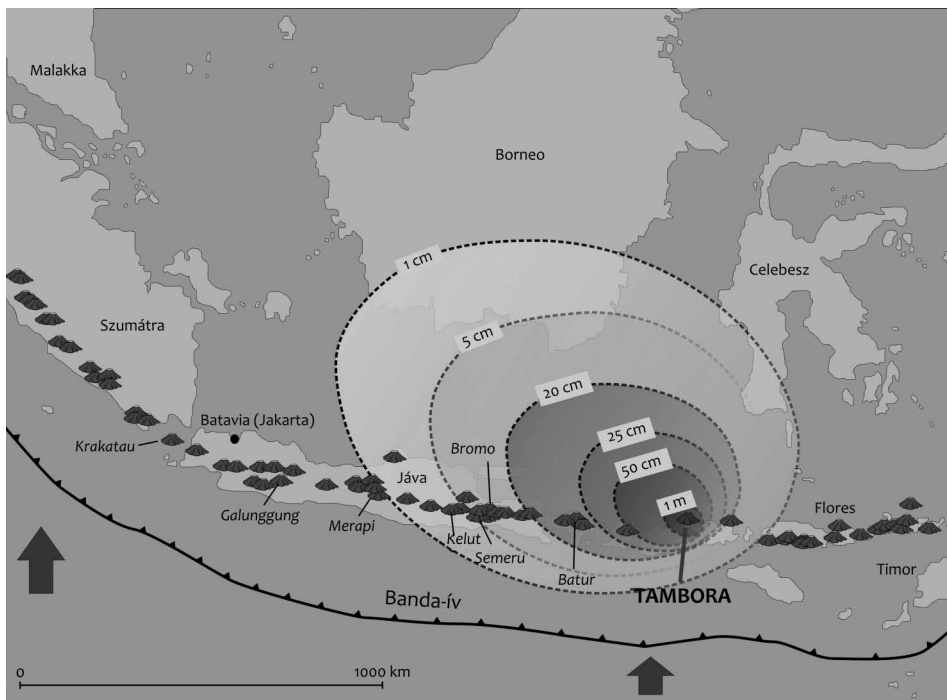 Malakka
Borneo
1 cm
Celebesz
Szumátra
5 cm
20 cm
Batavia (Jakarta)
25 cm
Krakatau
Bromo
50 cm
Jáva
1 m
Galunggung
Merapi
Flores
Kelut
Semeru
Batur
Timor
TAMBORA
Banda-ív
0
1000 km